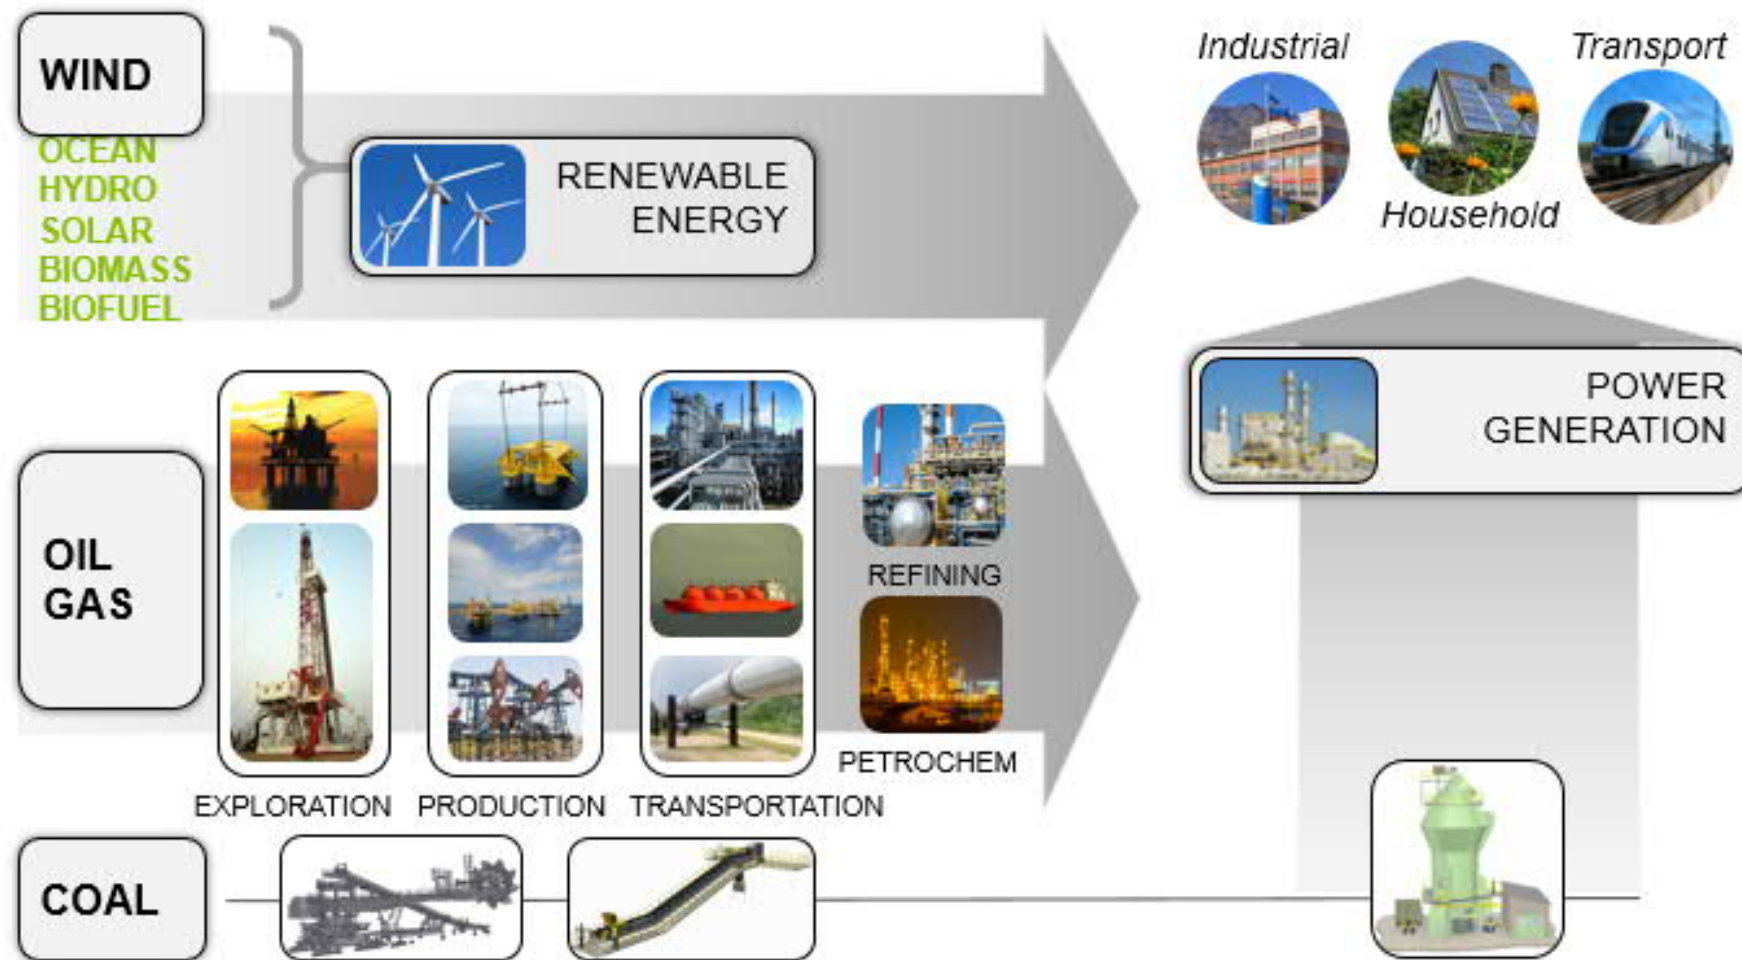 WIND
OCEAN
HYDRO
SOLAR
BIOMASS
BIOFUEL
RENEWABLE
ENERGY
Industrial
Household
Transport
POWER
GENERATION
OIL
GAS
EXPLORATION
PRODUCTION
TRANSPORTATION
REFINING
PETROCHEM
COAL